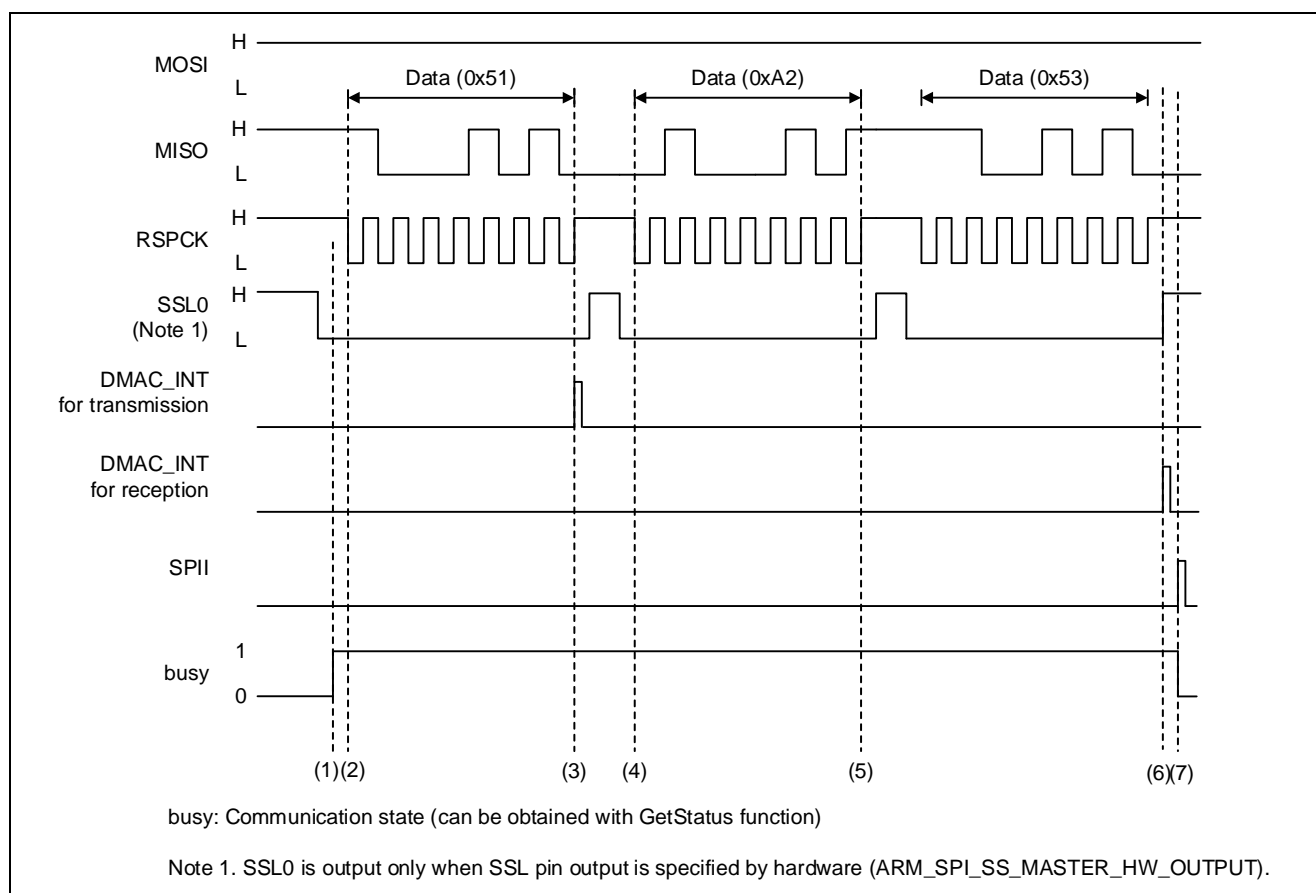 H
MOSI
L
Data (0x51)
Data (0xA2)
Data (0x53)
H
MISO
L
H
RSPCK
L
H
SSL0
(Note 1)
L
DMAC_INT
for transmission
DMAC_INT
for reception
SPII
1
busy
0
(1)(2)
(3)
(4)
(5)
(6)(7)
busy: Communication state (can be obtained with GetStatus function)
Note 1. SSL0 is output only when SSL pin output is specified by hardware (ARM_SPI_SS_MASTER_HW_OUTPUT).